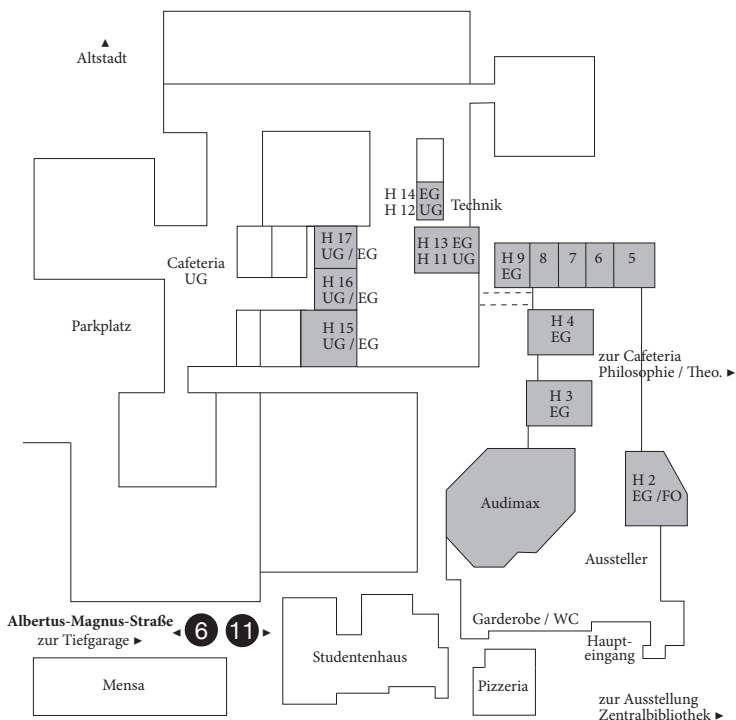 ▲
Altstadt
H 14 EG
H 12 UG
Technik
H 17
UG / EG
H 13 EG
H 11 UG
H 9
EG
8
7
6
5
Cafeteria
UG
H 16
UG / EG
H 15
UG / EG
Parkplatz
H 4
EG
zur Cafeteria
Philosophie / Theo. ►
H 3
EG
H 2
EG /FO
Audimax
Aussteller
Albertus-Magnus-Straße
zur Tiefgarage ►
◄ 6 11 ►
Garderobe / WC
Haupt-
eingang
Studentenhaus
Mensa
Pizzeria
zur Ausstellung
Zentralbibliothek ►